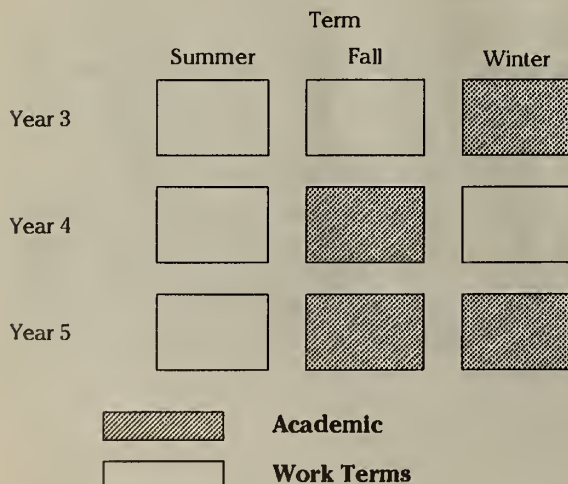 Term
Summer Fall Winter
Year 3
Year 4
Year 5
Academic
Work Terms